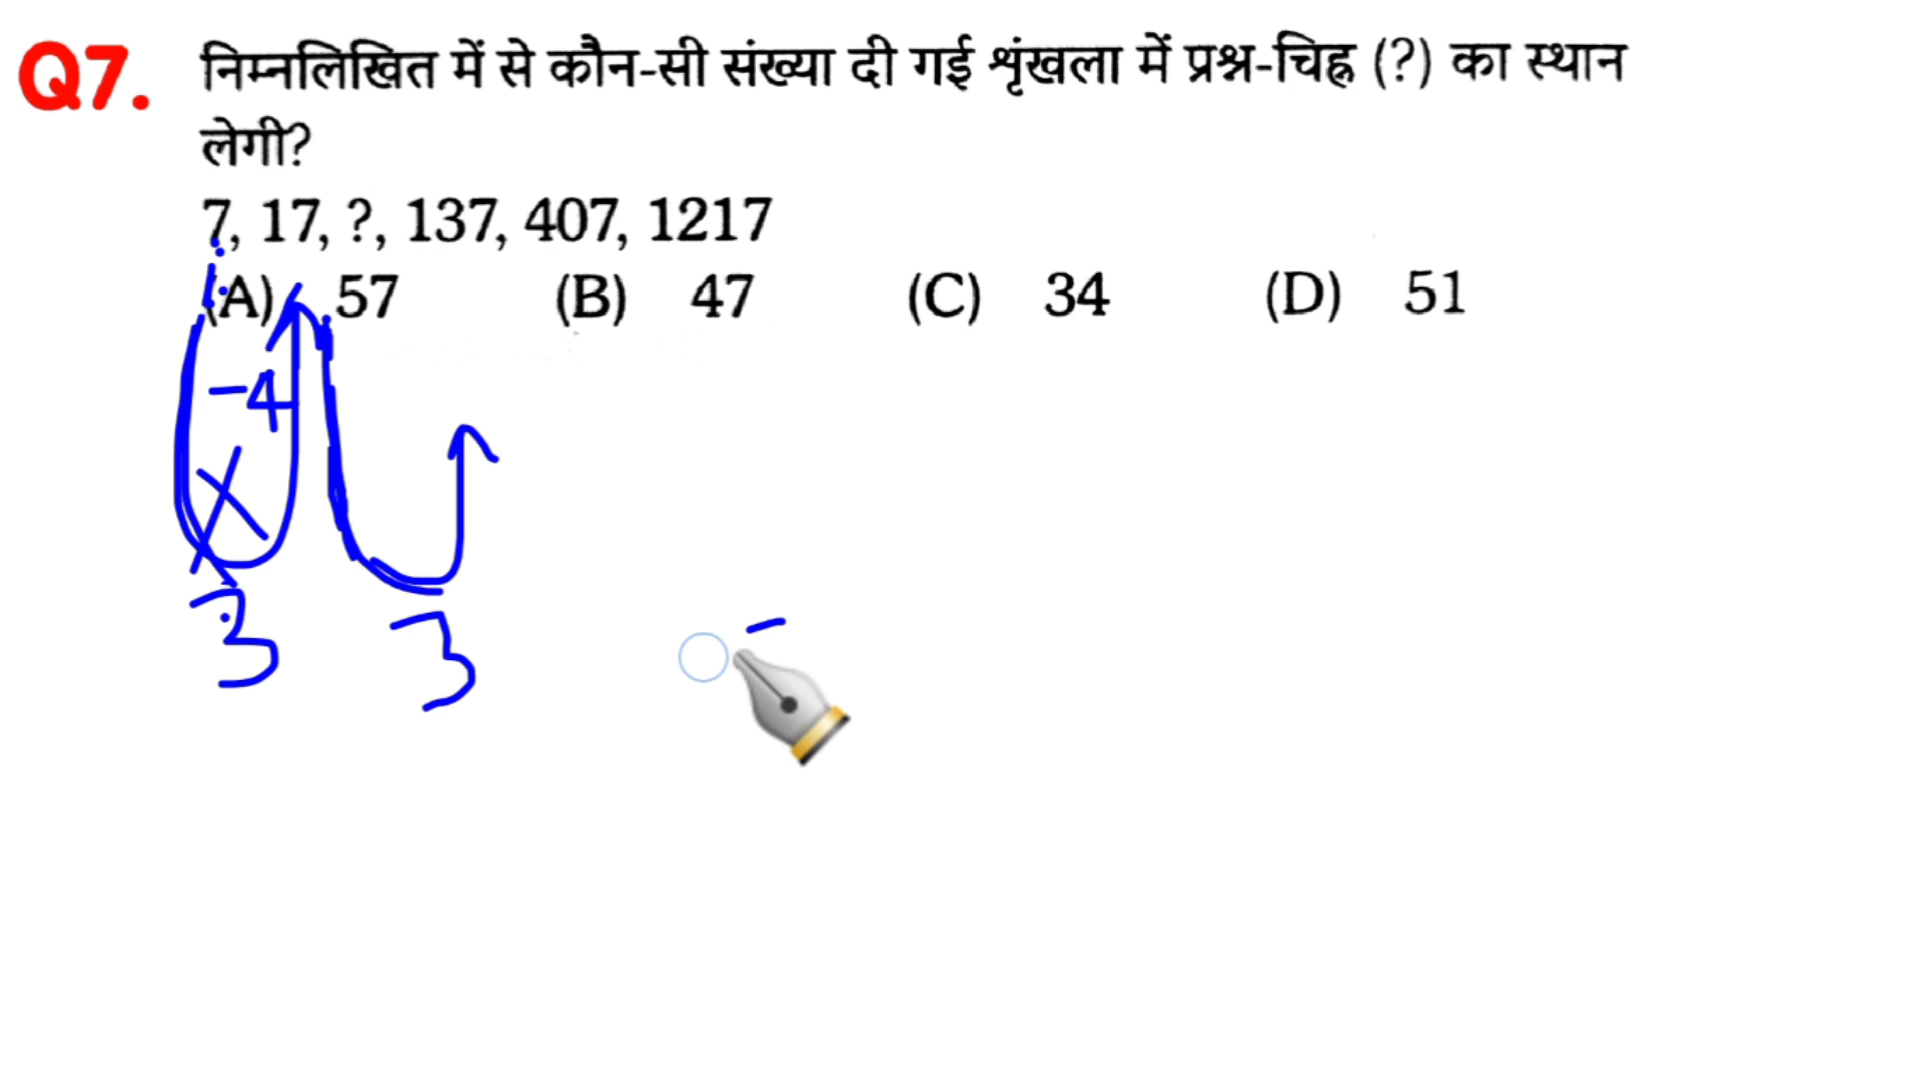 Q7. निम्नलिखित में से कौन-सी संख्या दी गई शृंखला में प्रश्न-चिह्न (?) का स्थान
लेगी?
7, 17, ?, 137, 407, 1217
(A) 57 (B) 47 (C) 34 (D) 51
-4
×
3 3
-